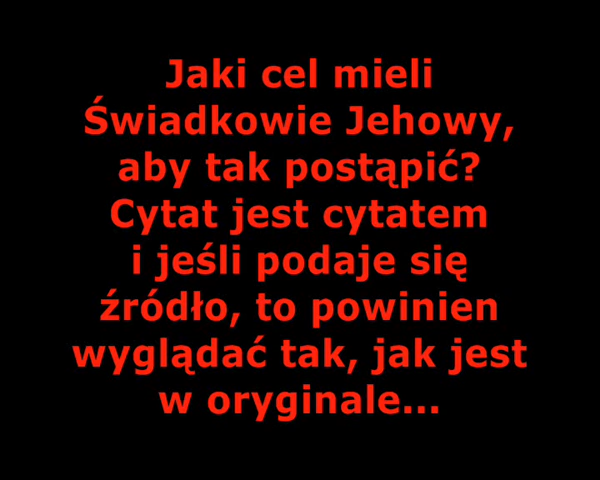 Jaki cel mieli
Świadkowie Jehowy,
aby tak postąpić?
Cytat jest cytatem
i jeśli podaje się
źródło, to powinien
wyglądać tak, jak jest
w oryginale...